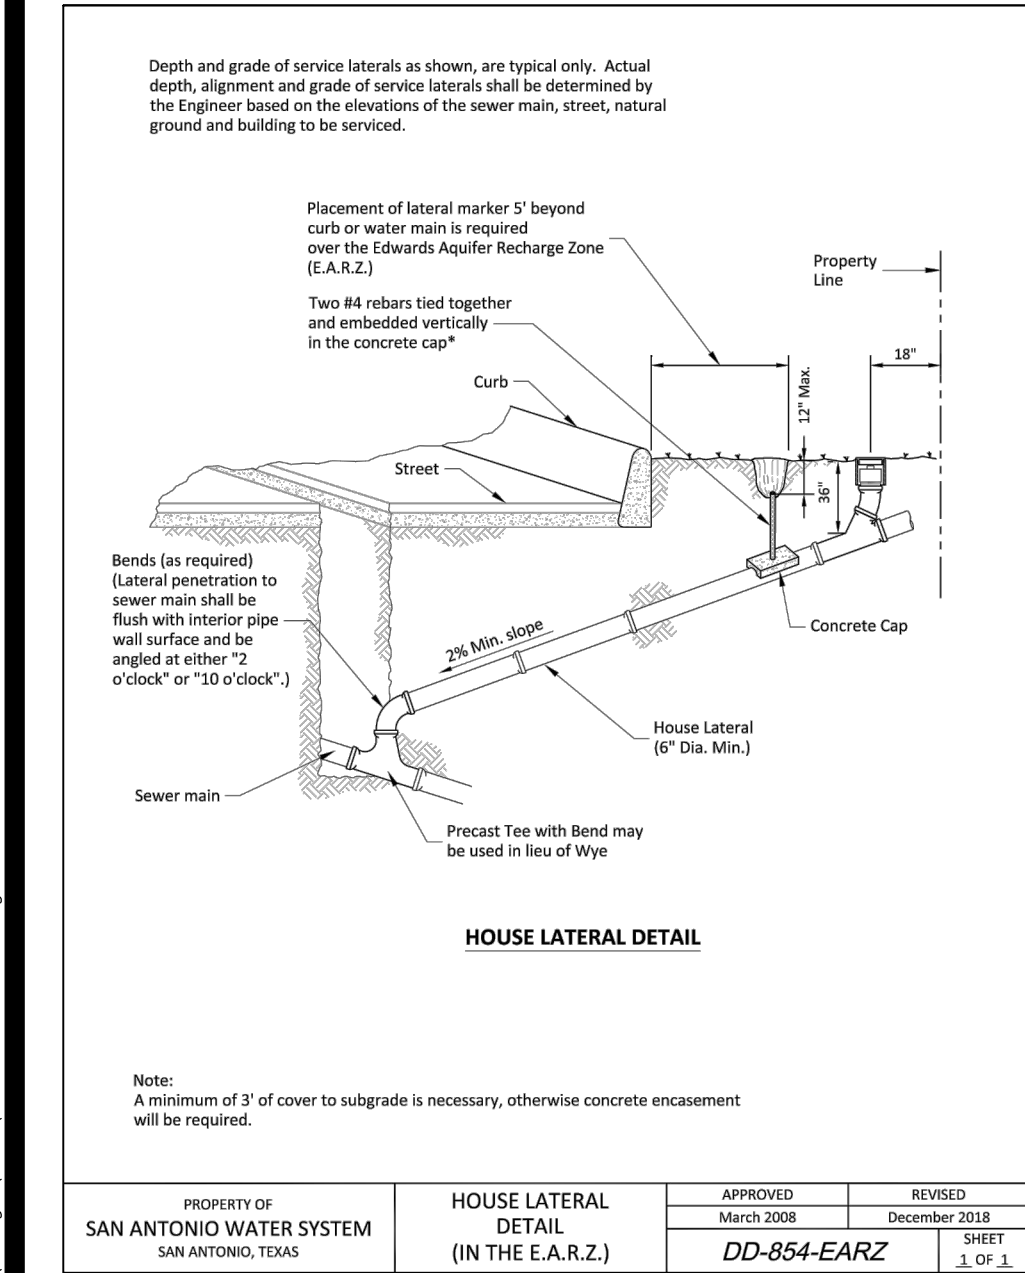 Depth and grade of service laterals as shown, are typical only. Actual
depth, alignment and grade of service laterals shall be determined by
the Engineer based on the elevations of the sewer main, street, natural
ground and building to be serviced.
Placement of lateral marker 5' beyond
curb or water main is required
over the Edwards Aquifer Recharge Zone
(E.A.R.Z.)
Property
Line
Two #4 rebars tied together
and embedded vertically
in the concrete cap*
18"
12" Max.
Curb
Street
36"
Bends (as required)
(Lateral penetration to
sewer main shall be
flush with interior pipe
wall surface and be
angled at either "2
o'clock" or "10 o'clock".)
2% Min. slope
Concrete Cap
House Lateral
(6" Dia. Min.)
Sewer main
Precast Tee with Bend may
be used in lieu of Wye
HOUSE LATERAL DETAIL
Note:
A minimum of 3' of cover to subgrade is necessary, otherwise concrete encasement
will be required.
PROPERTY OF
SAN ANTONIO WATER SYSTEM
SAN ANTONIO, TEXAS
HOUSE LATERAL
DETAIL
(IN THE E.A.R.Z.)
APPROVED
March 2008
REVISED
December 2018
DD-854-EARZ
SHEET
1 OF 1